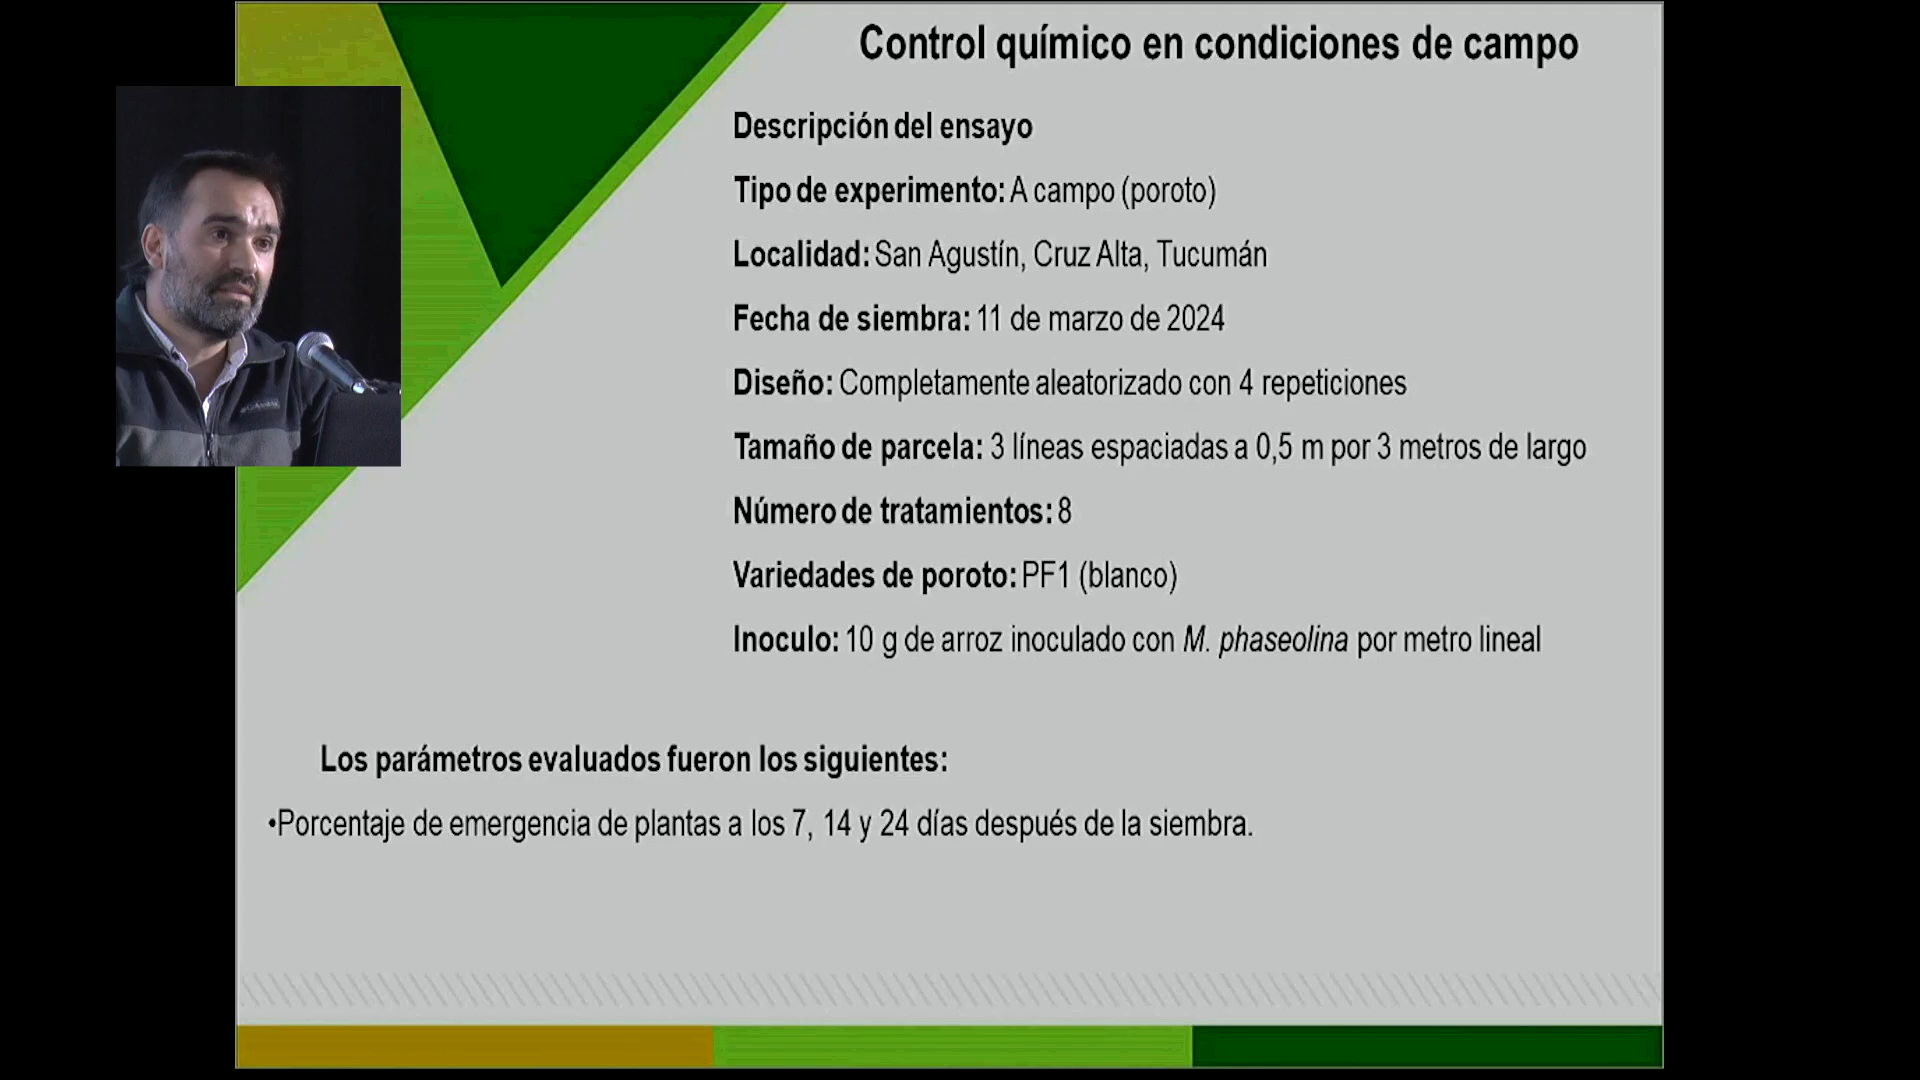 Control químico en condiciones de campo
Descripción del ensayo
Tipo de experimento: A campo (poroto)
Localidad: San Agustín, Cruz Alta, Tucumán
Fecha de siembra: 11 de marzo de 2024
Diseño: Completamente aleatorizado con 4 repeticiones
Tamaño de parcela: 3 líneas espaciadas a 0,5 m por 3 metros de largo
Número de tratamientos: 8
Variedades de poroto: PF1 (blanco)
Inoculo: 10 g de arroz inoculado con M. phaseolina por metro lineal
Los parámetros evaluados fueron los siguientes:
•Porcentaje de emergencia de plantas a los 7, 14 y 24 días después de la siembra.